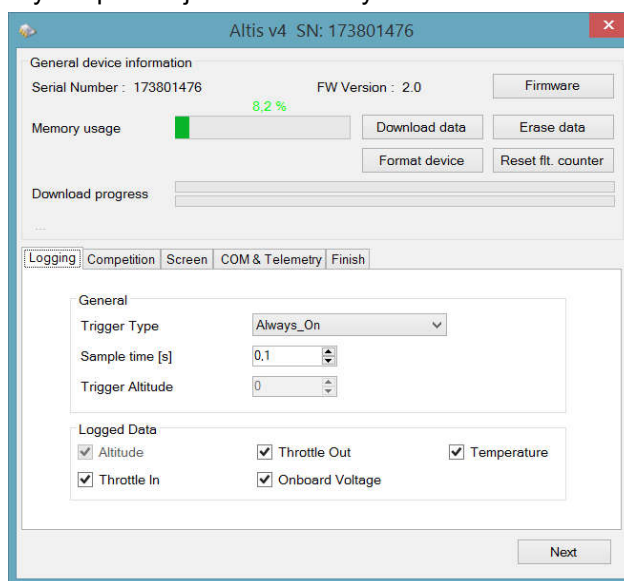 Altis v4 SN: 173801476
General device information
Serial Number : 173801476 FW Version : 2.0 Firmware
8,2 %
Memory usage Download data Erase data
Format device Reset flt. counter
Download progress
...
Logging Competition Screen COM & Telemetry Finish
General
Trigger Type Always_On
Sample time [s] 0,1
Trigger Altitude 0
Logged Data
Altitude Throttle Out Temperature
Throttle In Onboard Voltage
Next